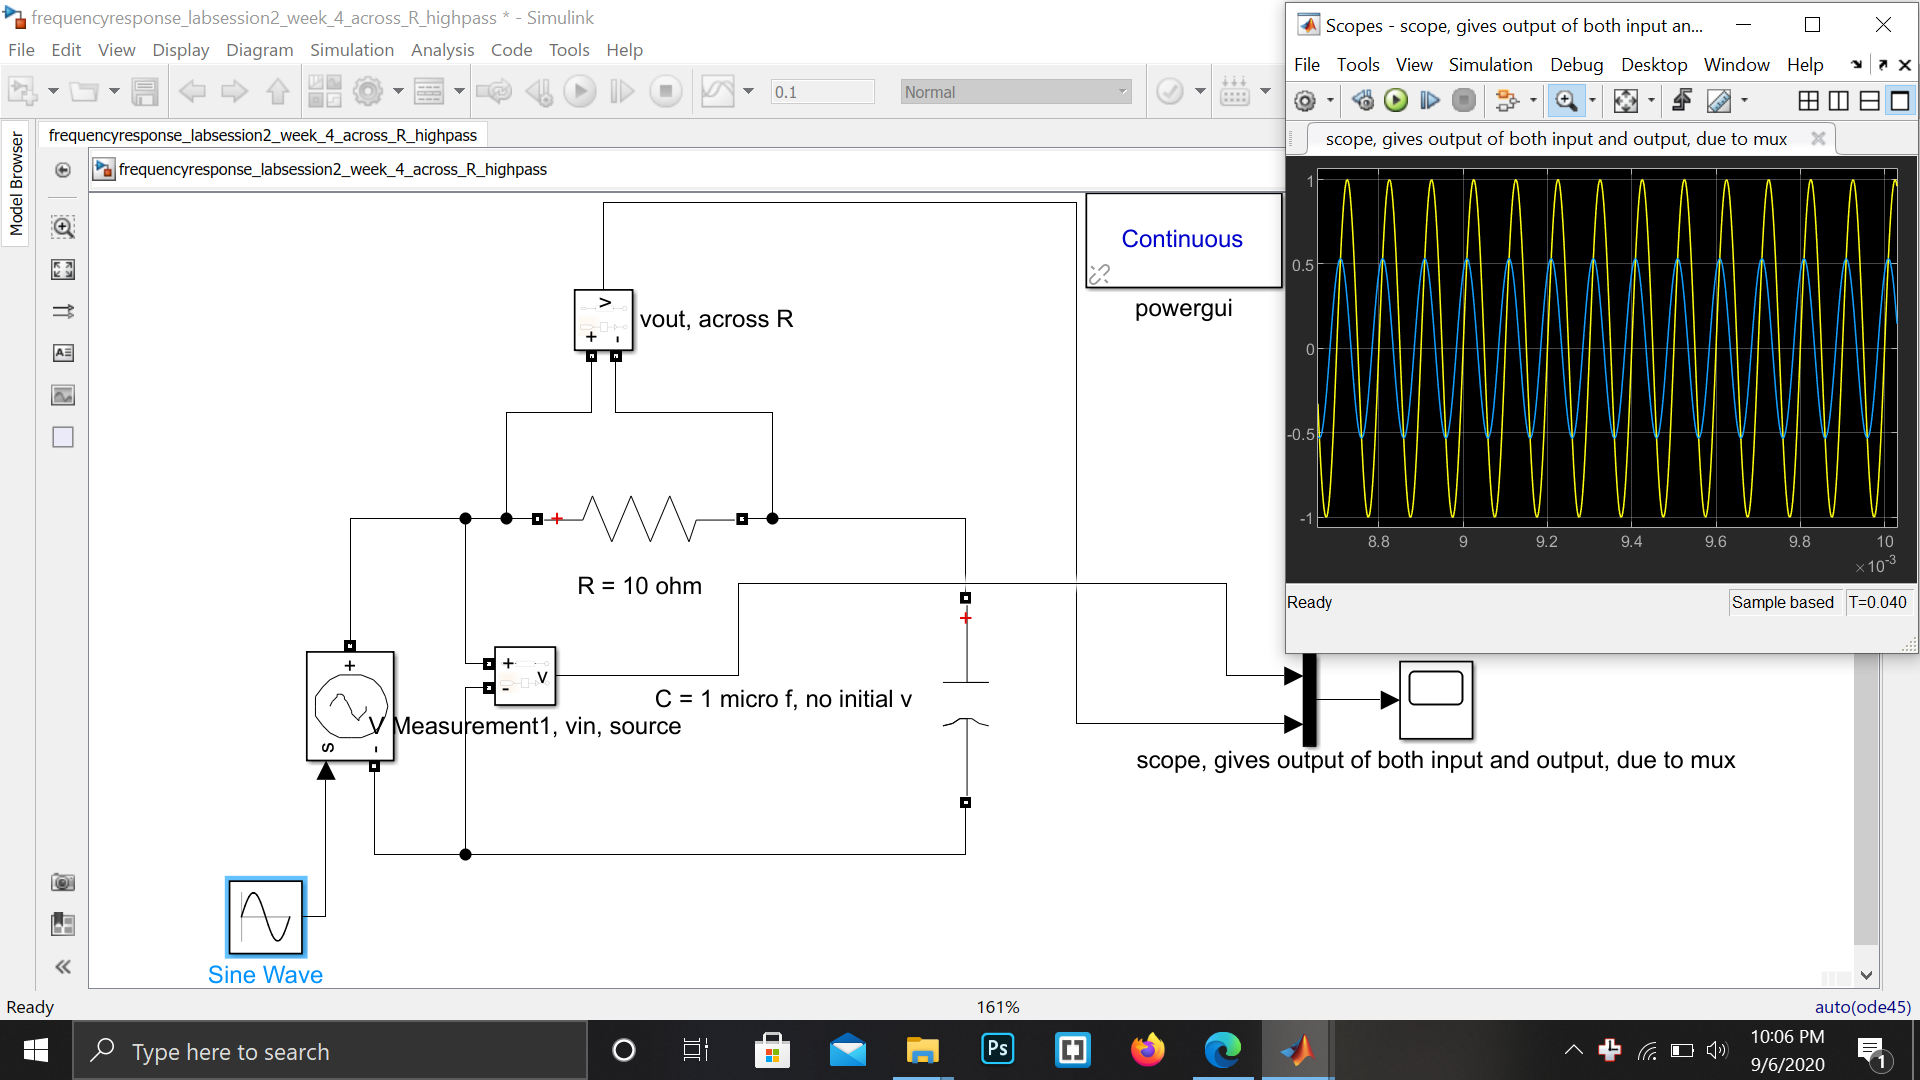 frequencyresponse_labsession2_week_4_across_R_highpass * - Simulink
File Edit View Display Diagram Simulation Analysis Code Tools Help
0.1 Normal
frequencyresponse_labsession2_week_4_across_R_highpass
Model Browser
frequencyresponse_labsession2_week_4_across_R_highpass
Continuous
powergui
v
+ -
vout, across R
+
R = 10 ohm
+
+
s
-
+
-
v
V Measurement1, vin, source
C = 1 micro f, no initial v
scope, gives output of both input and output, due to mux
Sine Wave
Scopes - scope, gives output of both input an...
File Tools View Simulation Debug Desktop Window Help
scope, gives output of both input and output, due to mux
1
0.5
0
-0.5
-1
8.8 9 9.2 9.4 9.6 9.8 10
×10-3
Ready Sample based T=0.040
Ready 161% auto(ode45)
Type here to search
Ps
10:06 PM
9/6/2020
1